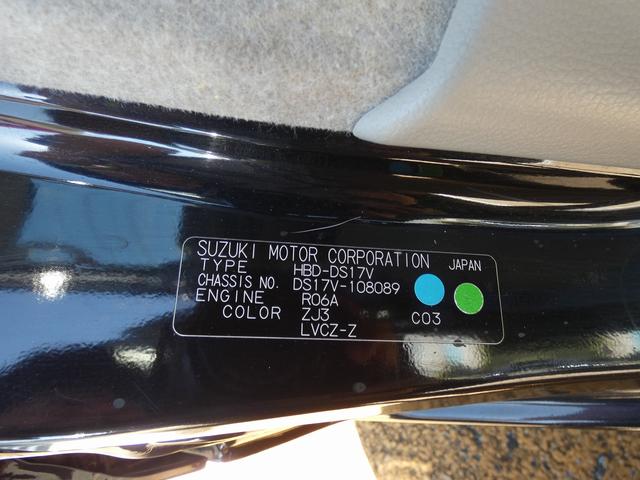 SUZUKI MOTOR CORPORATION JAPAN
TYPE HBD-DS17V
CHASSIS NO. DS17V-108089
ENGINE R06A
COLOR ZJ3 C03
LVCZ-Z